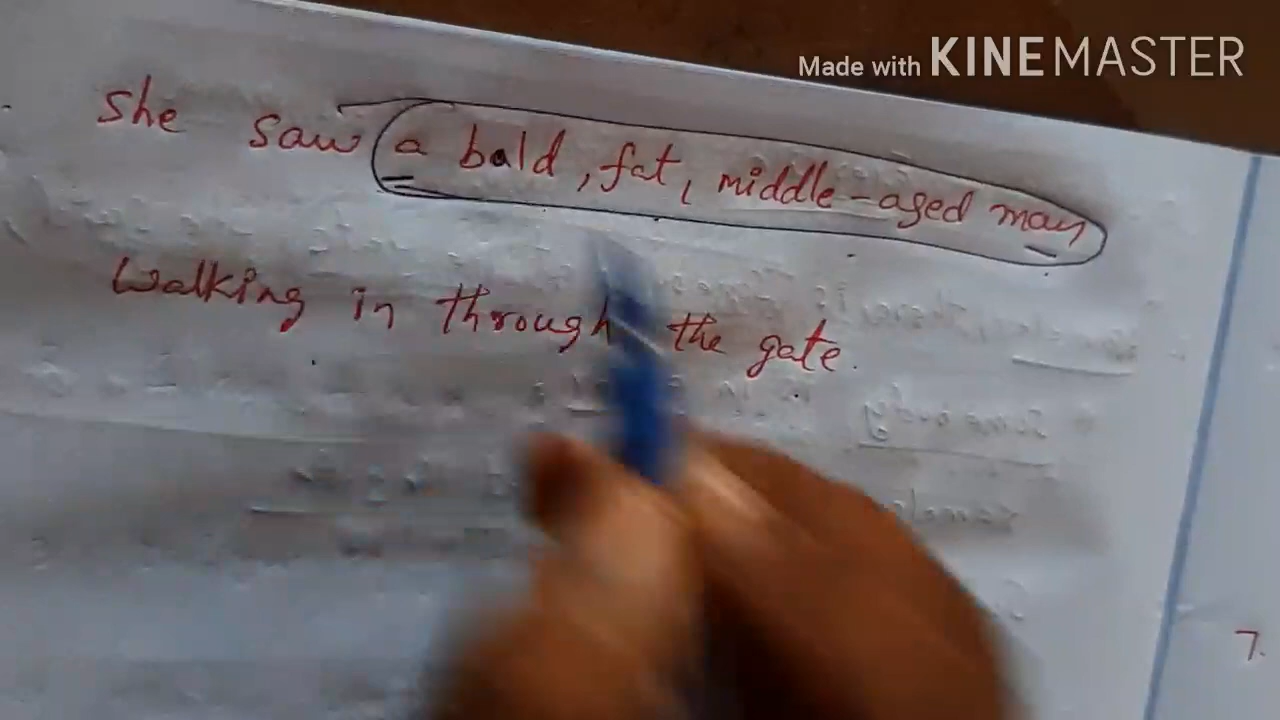 Made with KINEMASTER
She saw a bald, fat, middle-aged man
walking in through the gate.
7.